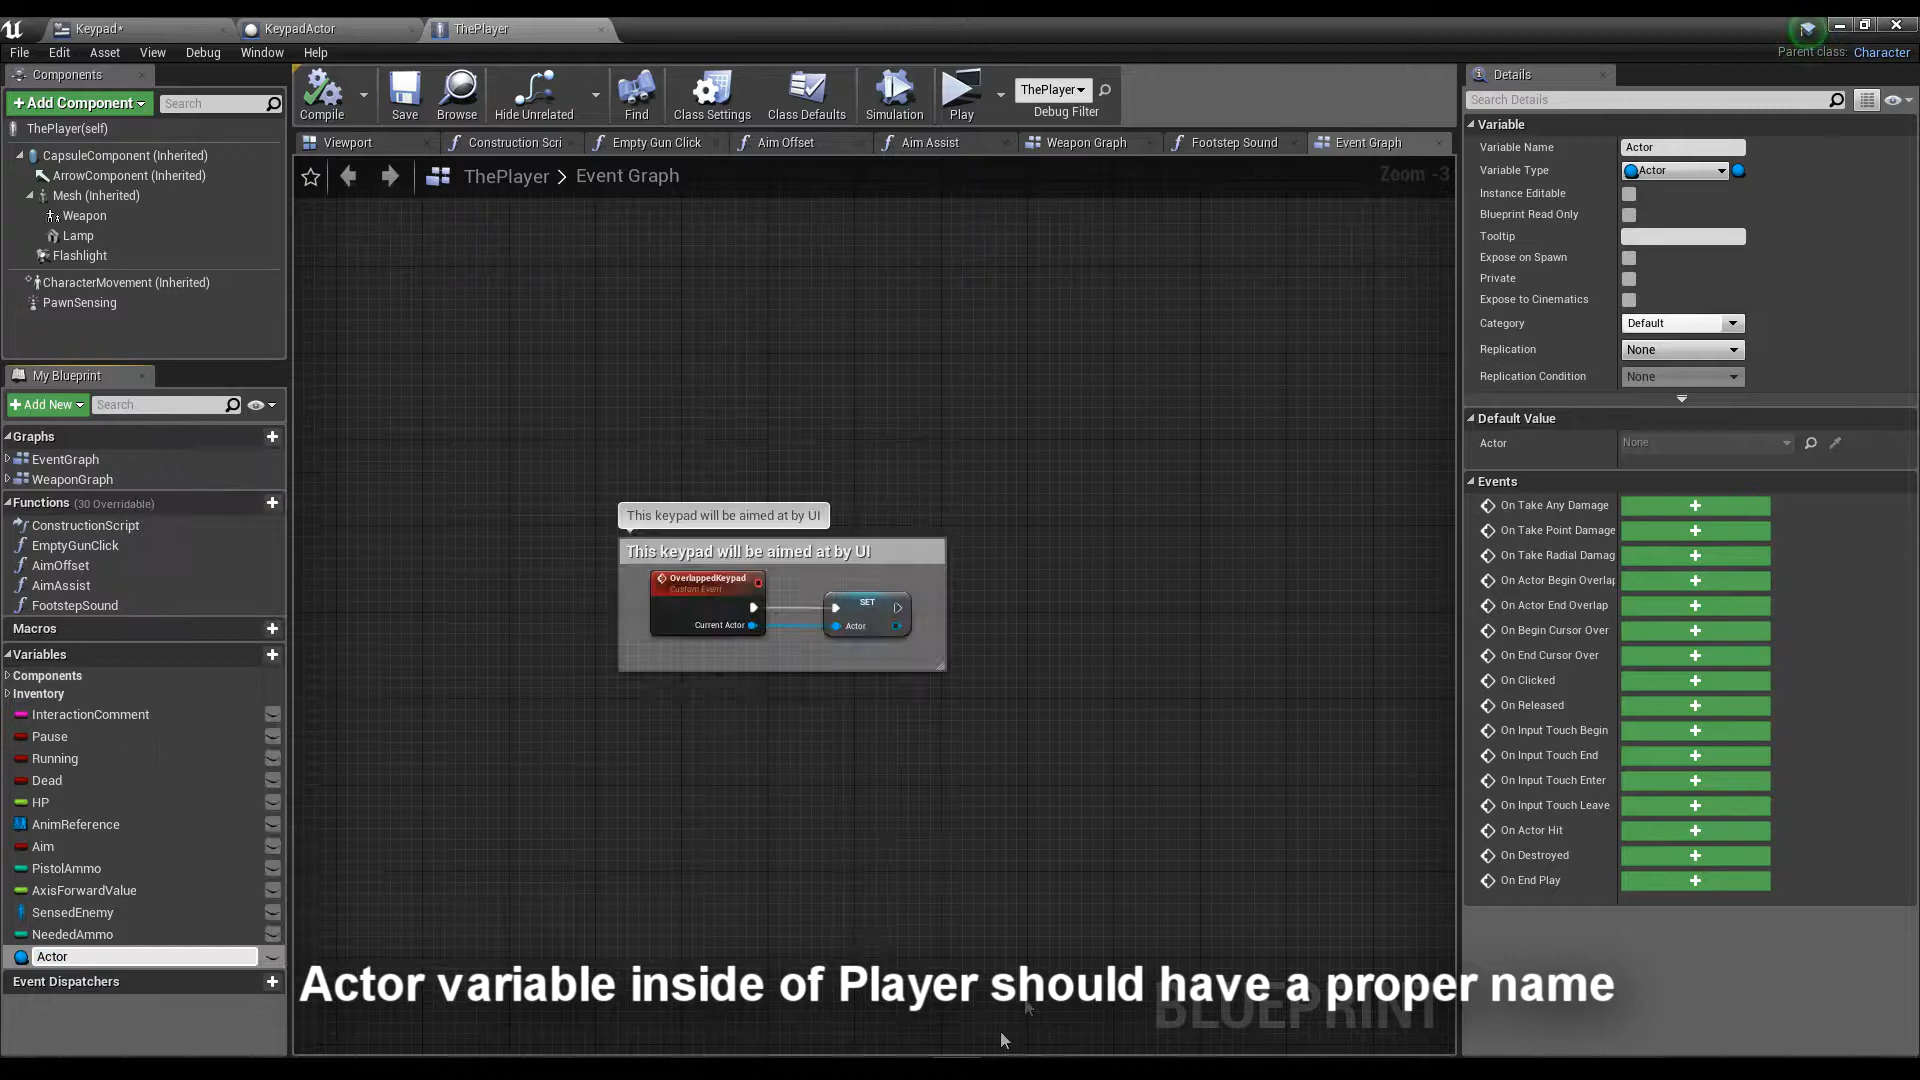 Keypad*
KeypadActor
ThePlayer
File
Edit
Asset
View
Debug
Window
Help
Parent class: Character
Components
+Add Component
Search
ThePlayer(self)
CapsuleComponent (Inherited)
ArrowComponent (Inherited)
Mesh (Inherited)
Weapon
Lamp
Flashlight
CharacterMovement (Inherited)
PawnSensing
My Blueprint
+Add New
Search
Graphs
EventGraph
WeaponGraph
Functions (30 Overridable)
ConstructionScript
EmptyGunClick
AimOffset
AimAssist
FootstepSound
Macros
Variables
Components
Inventory
InteractionComment
Pause
Running
Dead
HP
AnimReference
Aim
PistolAmmo
AxisForwardValue
SensedEnemy
NeededAmmo
Actor
Event Dispatchers
Compile
Save
Browse
Hide Unrelated
Find
Class Settings
Class Defaults
Simulation
Play
ThePlayer
Debug Filter
Viewport
Construction Scri
Empty Gun Click
Aim Offset
Aim Assist
Weapon Graph
Footstep Sound
Event Graph
ThePlayer > Event Graph
Zoom -3
This keypad will be aimed at by UI
This keypad will be aimed at by UI
OverlappedKeypad
Custom Event
Current Actor
SET
Actor
BLUEPRINT
Actor variable inside of Player should have a proper name
Details
Search Details
Variable
Variable Name
Actor
Variable Type
Actor
Instance Editable
Blueprint Read Only
Tooltip
Expose on Spawn
Private
Expose to Cinematics
Category
Default
Replication
None
Replication Condition
None
Default Value
Actor
None
Events
On Take Any Damage
On Take Point Damage
On Take Radial Damag
On Actor Begin Overlap
On Actor End Overlap
On Begin Cursor Over
On End Cursor Over
On Clicked
On Released
On Input Touch Begin
On Input Touch End
On Input Touch Enter
On Input Touch Leave
On Actor Hit
On Destroyed
On End Play